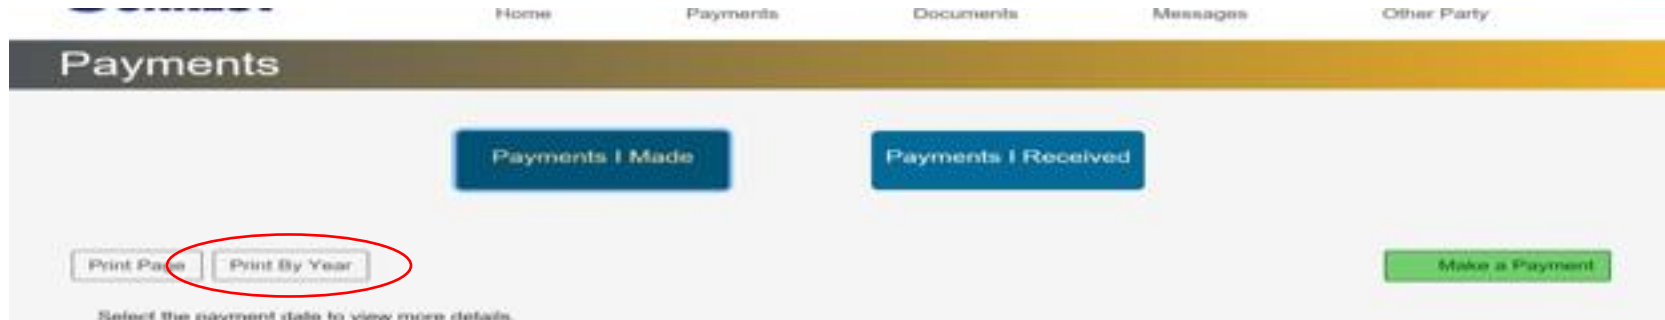 Home Payments Documents Messages Other Party
Payments
Payments I Made Payments I Received
Print Page Print By Year Make a Payment
Select the payment date to view more details.